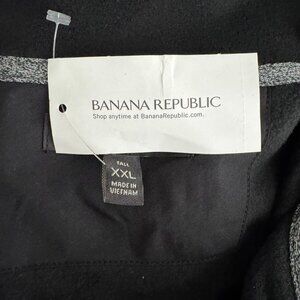 BANANA REPUBLIC
Shop anytime at BananaRepublic.com.
TALL
XXL
MADE IN
VIETNAM